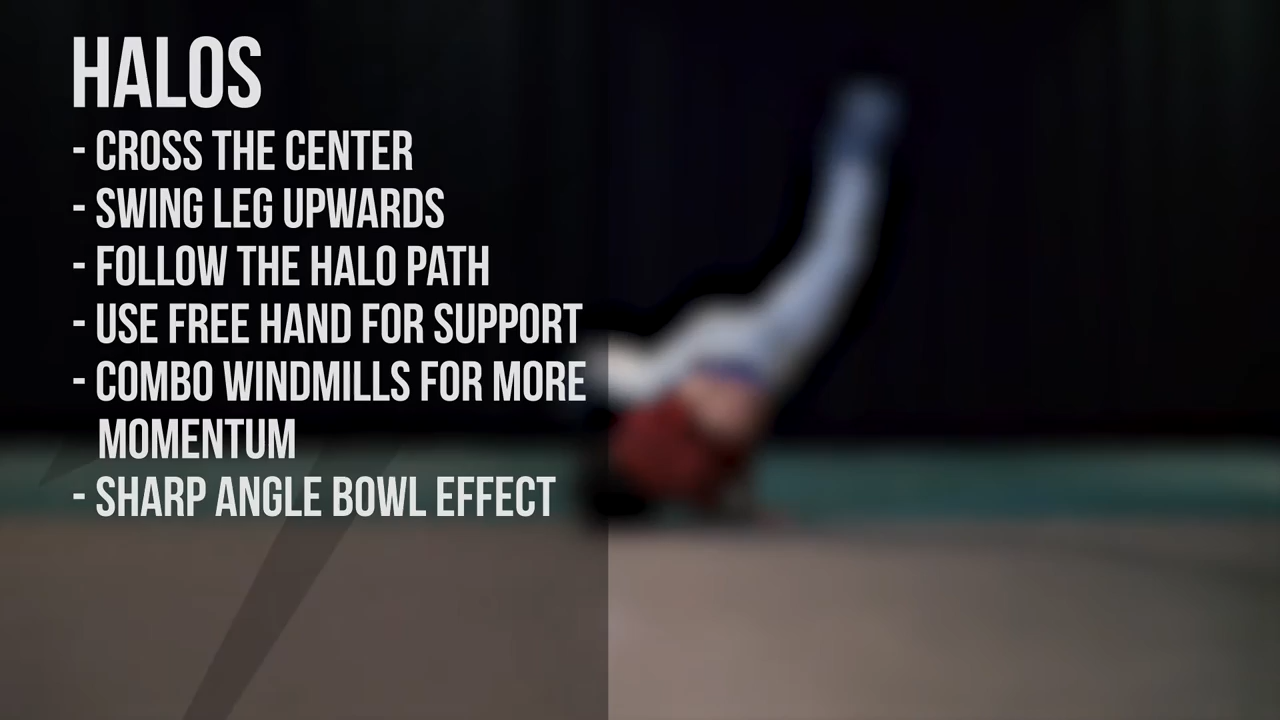 HALOS
- CROSS THE CENTER
- SWING LEG UPWARDS
- FOLLOW THE HALO PATH
- USE FREE HAND FOR SUPPORT
- COMBO WINDMILLS FOR MORE
MOMENTUM
- SHARP ANGLE BOWL EFFECT